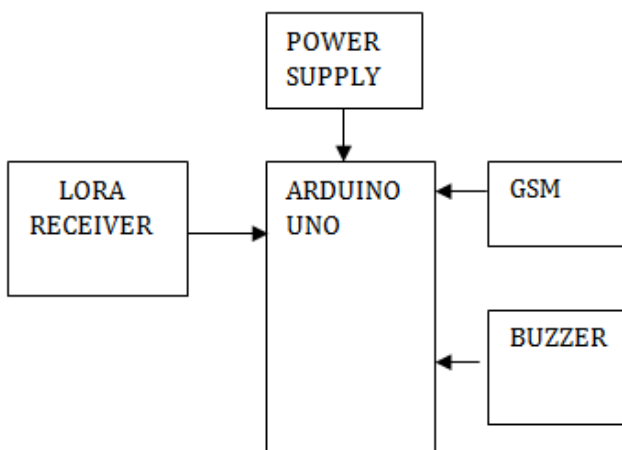 POWER
SUPPLY
LORA
RECEIVER
ARDUINO
UNO
GSM
BUZZER